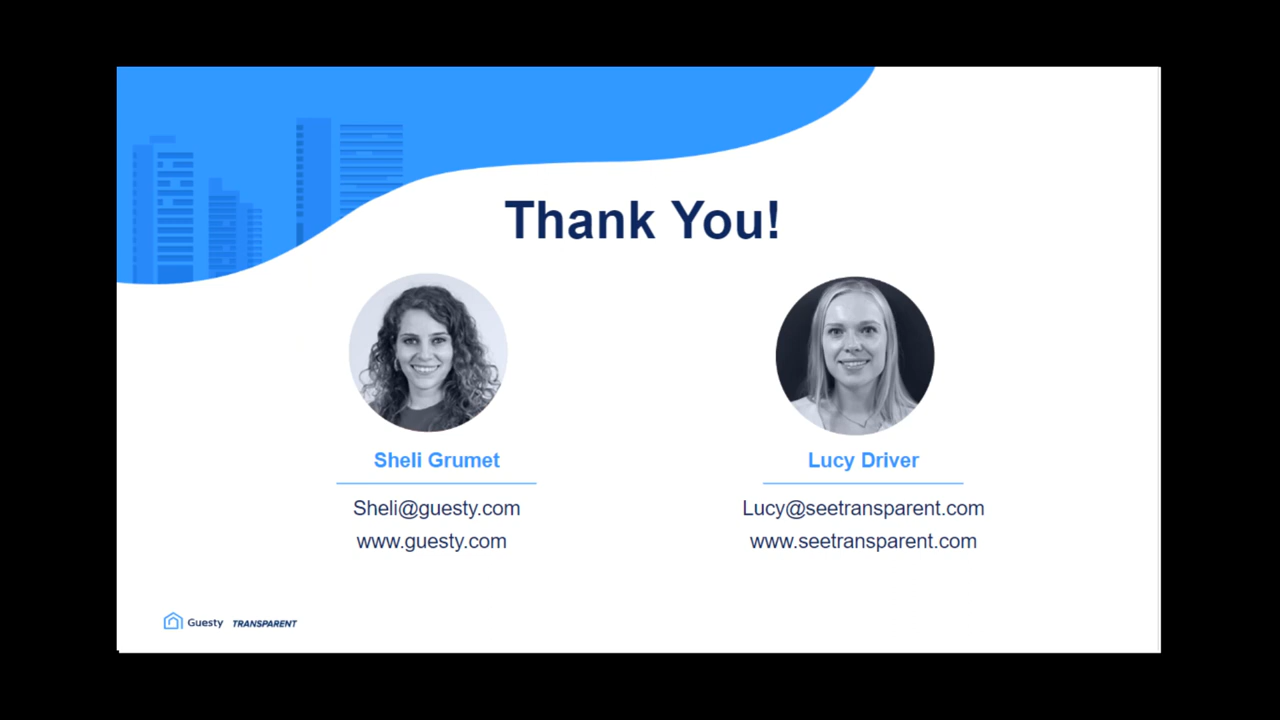 Thank You!
Sheli Grumet
Lucy Driver
Sheli@guesty.com
Lucy@seetransparent.com
www.guesty.com
www.seetransparent.com
Guesty TRANSPARENT